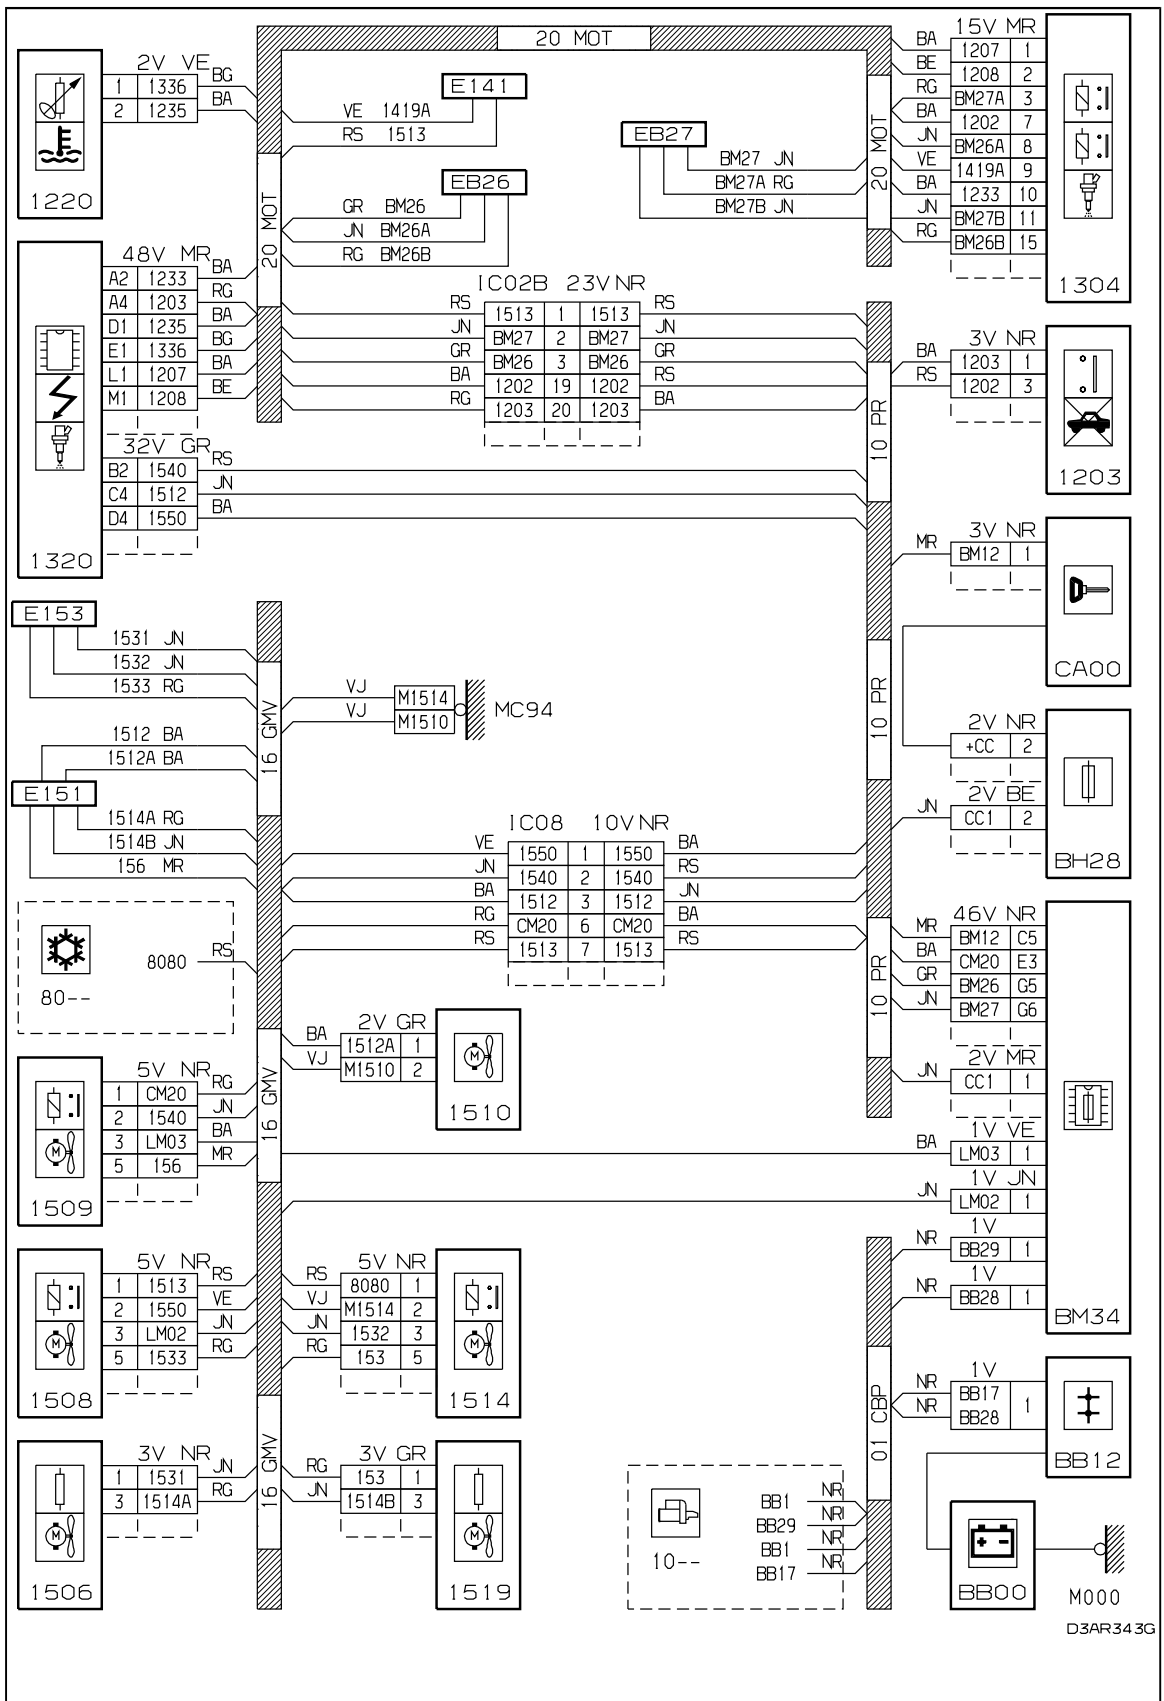 20 MOT
2V VE
1 1336 BG
2 1235 BA
1220
E141
VE 1419A
RS 1513
EB26
GR BM26
JN BM26A
RG BM26B
20 MOT
EB27
BM27 JN
BM27A RG
BM27B JN
20 MOT
15V MR
BA 1207 1
BE 1208 2
RG BM27A 3
BA 1202 7
JN BM26A 8
VE 1419A 9
BA 1233 10
JN BM27B 11
RG BM26B 15
1304
48V MR
A2 1233 BA
A4 1203 RG
D1 1235 BA
E1 1336 BG
L1 1207 BA
M1 1208 BE
32V GR
B2 1540 RS
C4 1512 JN
D4 1550 BA
1320
IC02B 23V NR
RS 1513 1 1513 RS
JN BM27 2 BM27 JN
GR BM26 3 BM26 GR
BA 1202 19 1202 RS
RG 1203 20 1203 BA
10 PR
3V NR
BA 1203 1
RS 1202 3
1203
3V NR
MR BM12 1
CA00
E153
1531 JN
1532 JN
1533 RG
1512 BA
1512A BA
E151
1514A RG
1514B JN
156 MR
16 GMV
VJ M1514
VJ M1510
MC94
10 PR
2V NR
+CC 2
2V BE
JN CC1 2
BH28
IC08 10V NR
VE 1550 1 1550 BA
JN 1540 2 1540 RS
BA 1512 3 1512 JN
RG CM20 6 CM20 BA
RS 1513 7 1513 RS
8080 RS
80--
10 PR
46V NR
MR BM12 C5
BA CM20 E3
GR BM26 G5
JN BM27 G6
2V MR
JN CC1 1
1V VE
BA LM03 1
1V JN
JN LM02 1
1V
NR BB29 1
1V
NR BB28 1
BM34
2V GR
BA 1512A 1
VJ M1510 2
1510
16 GMV
5V NR
1 CM20 RG
2 1540 JN
3 LM03 BA
5 156 MR
1509
5V NR
1 1513 RS
2 1550 VE
3 LM02 JN
5 1533 RG
1508
5V NR
RS 8080 1
VJ M1514 2
JN 1532 3
RG 153 5
1514
3V NR
1 1531 JN
3 1514A RG
1506
16 GMV
3V GR
RG 153 1
JN 1514B 3
1519
01 CBP
1V
NR BB17
NR BB28
1
BB12
BB1 NR
BB29 NR
BB1 NR
BB17 NR
10--
BB00
M000
D3AR343G
M
M
M
M
M
M